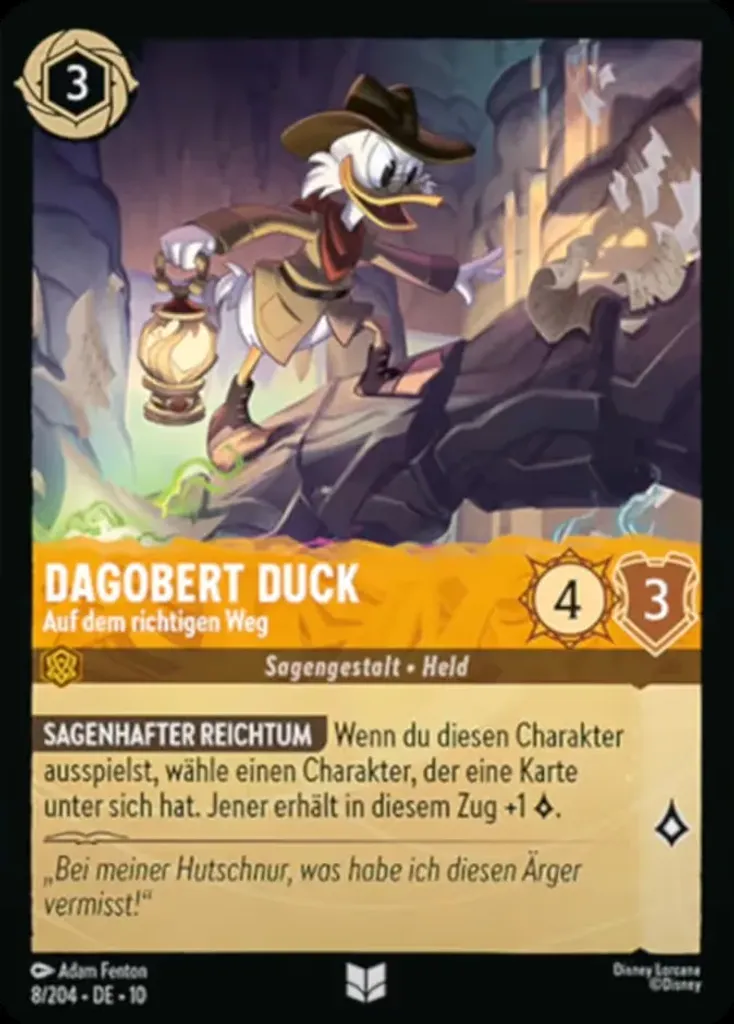 3
DAGOBERT DUCK
Auf dem richtigen Weg
4
3
Sagengestalt • Held
SAGENHAFTER REICHTUM Wenn du diesen Charakter
ausspielst, wähle einen Charakter, der eine Karte
unter sich hat. Jener erhält in diesem Zug +1 .
„Bei meiner Hutschnur, was habe ich diesen Ärger
vermisst!“
Adam Fenton
Disney Lorcana
8/204 • DE • 10
©Disney